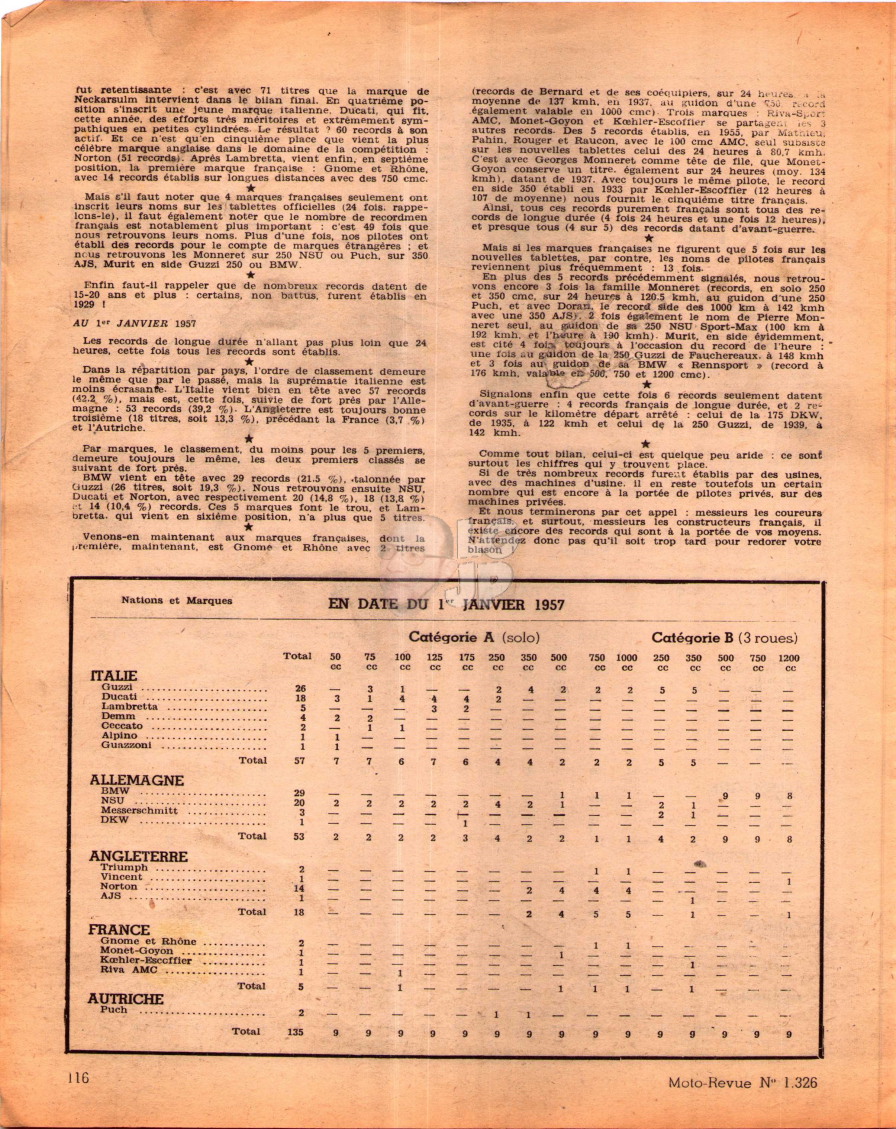 fut retentissante : c'est avec 71 titres que la marque de
Neckarsulm intervient dans le bilan final. En quatrième po-
sition s'inscrit une jeune marque italienne, Ducati, qui fit,
cette année, des efforts très méritoires et extrêmement sym-
pathiques en petites cylindrées. Le résultat ? 60 records à son
actif. Et ce n'est qu'en cinquième place que vient la plus
célèbre marque anglaise dans le domaine de la compétition :
Norton (51 records). Après Lambretta, vient enfin, en septième
position, la première marque française : Gnome et Rhône,
avec 14 records établis sur longues distances avec des 750 cmc.
★
Mais s'il faut noter que 4 marques françaises seulement ont
inscrit leurs noms sur les tablettes officielles (24 fois, rappe-
lons-le), il faut également noter que le nombre de recordmen
français est notablement plus important : c'est 49 fois que
nous retrouvons leurs noms. Plus d'une fois, nos pilotes ont
établi des records pour le compte de marques étrangères ; et
nous retrouvons les Monneret sur 250 NSU ou Puch, sur 350
AJS, Murit en side Guzzi 250 ou BMW.
★
Enfin faut-il rappeler que de nombreux records datent de
15-20 ans et plus : certains, non battus, furent établis en
1929 !
AU 1er JANVIER 1957
Les records de longue durée n'allant pas plus loin que 24
heures, cette fois tous les records sont établis.
★
Dans la répartition par pays, l'ordre de classement demeure
le même que par le passé, mais la suprématie italienne est
moins écrasante. L'Italie vient bien en tête avec 57 records
(42,2 %), mais est, cette fois, suivie de fort près par l'Alle-
magne : 53 records (39,2 %). L'Angleterre est toujours bonne
troisième (18 titres, soit 13,3 %), précédant la France (3,7 %)
et l'Autriche.
★
Par marques, le classement, du moins pour les 5 premiers,
demeure toujours le même, les deux premiers classés se
suivant de fort près.
BMW vient en tête avec 29 records (21.5 %), talonnée par
Guzzi (26 titres, soit 19,3 %). Nous retrouvons ensuite NSU,
Ducati et Norton, avec respectivement 20 (14,8 %), 18 (13,8 %)
et 14 (10,4 %) records. Ces 5 marques font le trou, et Lam-
bretta, qui vient en sixième position, n'a plus que 5 titres.
★
Venons-en maintenant aux marques françaises, dont la
première, maintenant, est Gnome et Rhône avec 2 titres
(records de Bernard et de ses coéquipiers, sur 24 heures, à la
moyenne de 137 kmh, en 1937, au guidon d'une 750, record
également valable en 1000 cmc). Trois marques : Riva-Sport
AMC, Monet-Goyon et Kœhler-Escoffier se partagent les 3
autres records. Des 5 records établis, en 1955, par Mathieu,
Pahin, Rouger et Raucon, avec le 100 cmc AMC, seul subsiste
sur les nouvelles tablettes celui des 24 heures à 80,7 kmh.
C'est avec Georges Monneret comme tête de file, que Monet-
Goyon conserve un titre, également sur 24 heures (moy. 134
kmh), datant de 1937. Avec toujours le même pilote, le record
en side 350 établi en 1933 par Kœhler-Escoffier (12 heures à
107 de moyenne) nous fournit le cinquième titre français.
Ainsi, tous ces records purement français sont tous des re-
cords de longue durée (4 fois 24 heures et une fois 12 heures),
et presque tous (4 sur 5) des records datant d'avant-guerre.
★
Mais si les marques françaises ne figurent que 5 fois sur les
nouvelles tablettes, par contre, les noms de pilotes français
reviennent plus fréquemment : 13 fois.
En plus des 5 records précédemment signalés, nous retrou-
vons encore 3 fois la famille Monneret (records, en solo 250
et 350 cmc, sur 24 heures à 120.5 kmh, au guidon d'une 250
Puch, et avec Doran, le record side des 1000 km à 142 kmh
avec une 350 AJS). 2 fois également le nom de Pierre Mon-
neret seul, au guidon de sa 250 NSU Sport-Max (100 km à
192 kmh, et l'heure à 190 kmh). Murit, en side évidemment,
est cité 4 fois, toujours à l'occasion du record de l'heure :
une fois au guidon de la 250 Guzzi de Fauchereaux, à 148 kmh
et 3 fois au guidon de sa BMW « Rennsport » (record à
176 kmh, valable en 500, 750 et 1200 cmc).
★
Signalons enfin que cette fois 6 records seulement datent
d'avant-guerre : 4 records français de longue durée, et 2 re-
cords sur le kilomètre départ arrêté : celui de la 175 DKW,
de 1935, à 122 kmh et celui de la 250 Guzzi, de 1939, à
142 kmh.
★
Comme tout bilan, celui-ci est quelque peu aride : ce sont
surtout les chiffres qui y trouvent place.
Si de très nombreux records furent établis par des usines,
avec des machines d'usine, il en reste toutefois un certain
nombre qui est encore à la portée de pilotes privés, sur des
machines privées.
Et nous terminerons par cet appel : messieurs les coureurs
français, et surtout, messieurs les constructeurs français, il
existe encore des records qui sont à la portée de vos moyens.
N'attendez donc pas qu'il soit trop tard pour redorer votre
blason
Nations et Marques EN DATE DU 1er JANVIER 1957
Catégorie A (solo) Catégorie B (3 roues)
Total 50 75 100 125 175 250 350 500 750 1000 250 350 500 750 1200
cc cc cc cc cc cc cc cc cc cc cc cc cc cc cc
ITALIE
Guzzi 26 — 3 1 — — 2 4 2 2 2 5 5 — — —
Ducati 18 3 1 4 4 4 2 — — — — — — — — —
Lambretta 5 — — — 3 2 — — — — — — — — — —
Demm 4 2 2 — — — — — — — — — — — — —
Ceccato 2 — 1 1 — — — — — — — — — — — —
Alpino 1 1 — — — — — — — — — — — — — —
Guazzoni 1 1 — — — — — — — — — — — — — —
Total 57 7 7 6 7 6 4 4 2 2 2 5 5 — — —
ALLEMAGNE
BMW 29 — — — — — — — 1 1 1 — — 9 9 8
NSU 20 2 2 2 2 2 4 2 1 — — 2 1 — — —
Messerschmitt 3 — — — — — — — — — — 2 1 — — —
DKW 1 — — — — 1 — — — — — — — — — —
Total 53 2 2 2 2 3 4 2 2 1 1 4 2 9 9 8
ANGLETERRE
Triumph 2 — — — — — — — — 1 1 — — — — —
Vincent 1 — — — — — — — — — — — — — — 1
Norton 14 — — — — — — 2 4 4 4 — — — — —
AJS 1 — — — — — — — — — — — 1 — — —
Total 18 — — — — — — 2 4 5 5 — 1 — — 1
FRANCE
Gnome et Rhône 2 — — — — — — — — 1 1 — — — — —
Monet-Goyon 1 — — — — — — — 1 — — — — — — —
Kœhler-Escoffier 1 — — — — — — — — — — — 1 — — —
Riva AMC 1 — — 1 — — — — — — — — — — — —
Total 5 — — 1 — — — — 1 1 1 — 1 — — —
AUTRICHE
Puch 2 — — — — — 1 1 — — — — — — — —
Total 135 9 9 9 9 9 9 9 9 9 9 9 9 9 9 9
116
Moto-Revue N° 1.326